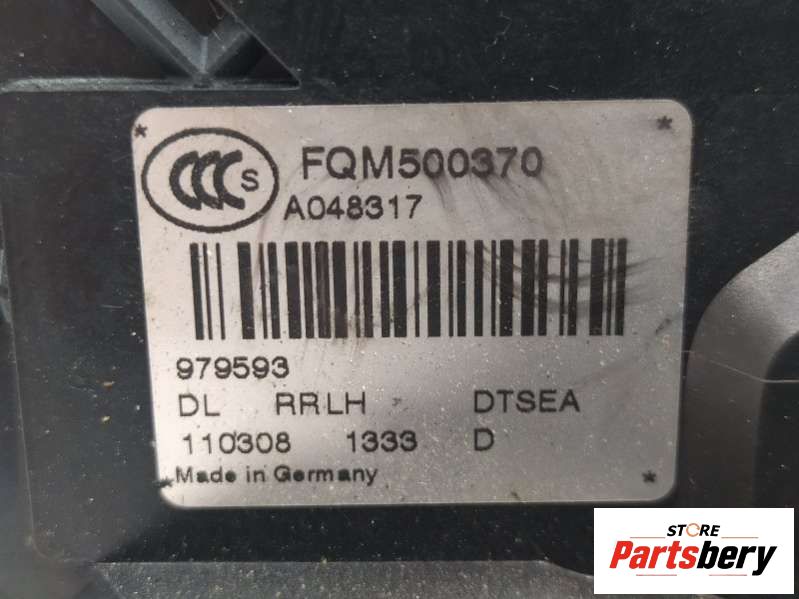 CCC S
FQM500370
A048317
979593
DL RRLH DTSEA
110308 1333 D
Made in Germany
STORE
Partsbery